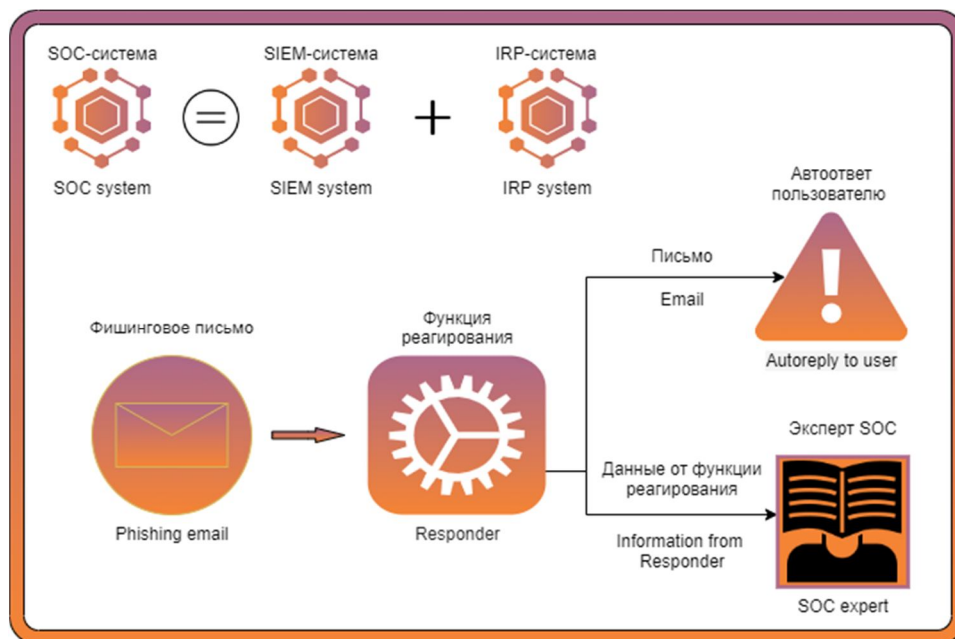 SOC-система
SIEM-система
IRP-система
SOC system
SIEM system
IRP system
Автоответ
пользователю
Письмо
Email
Autoreply to user
Фишинговое письмо
Функция
реагирования
Phishing email
Responder
Эксперт SOC
Данные от функции
реагирования
Information from
Responder
SOC expert